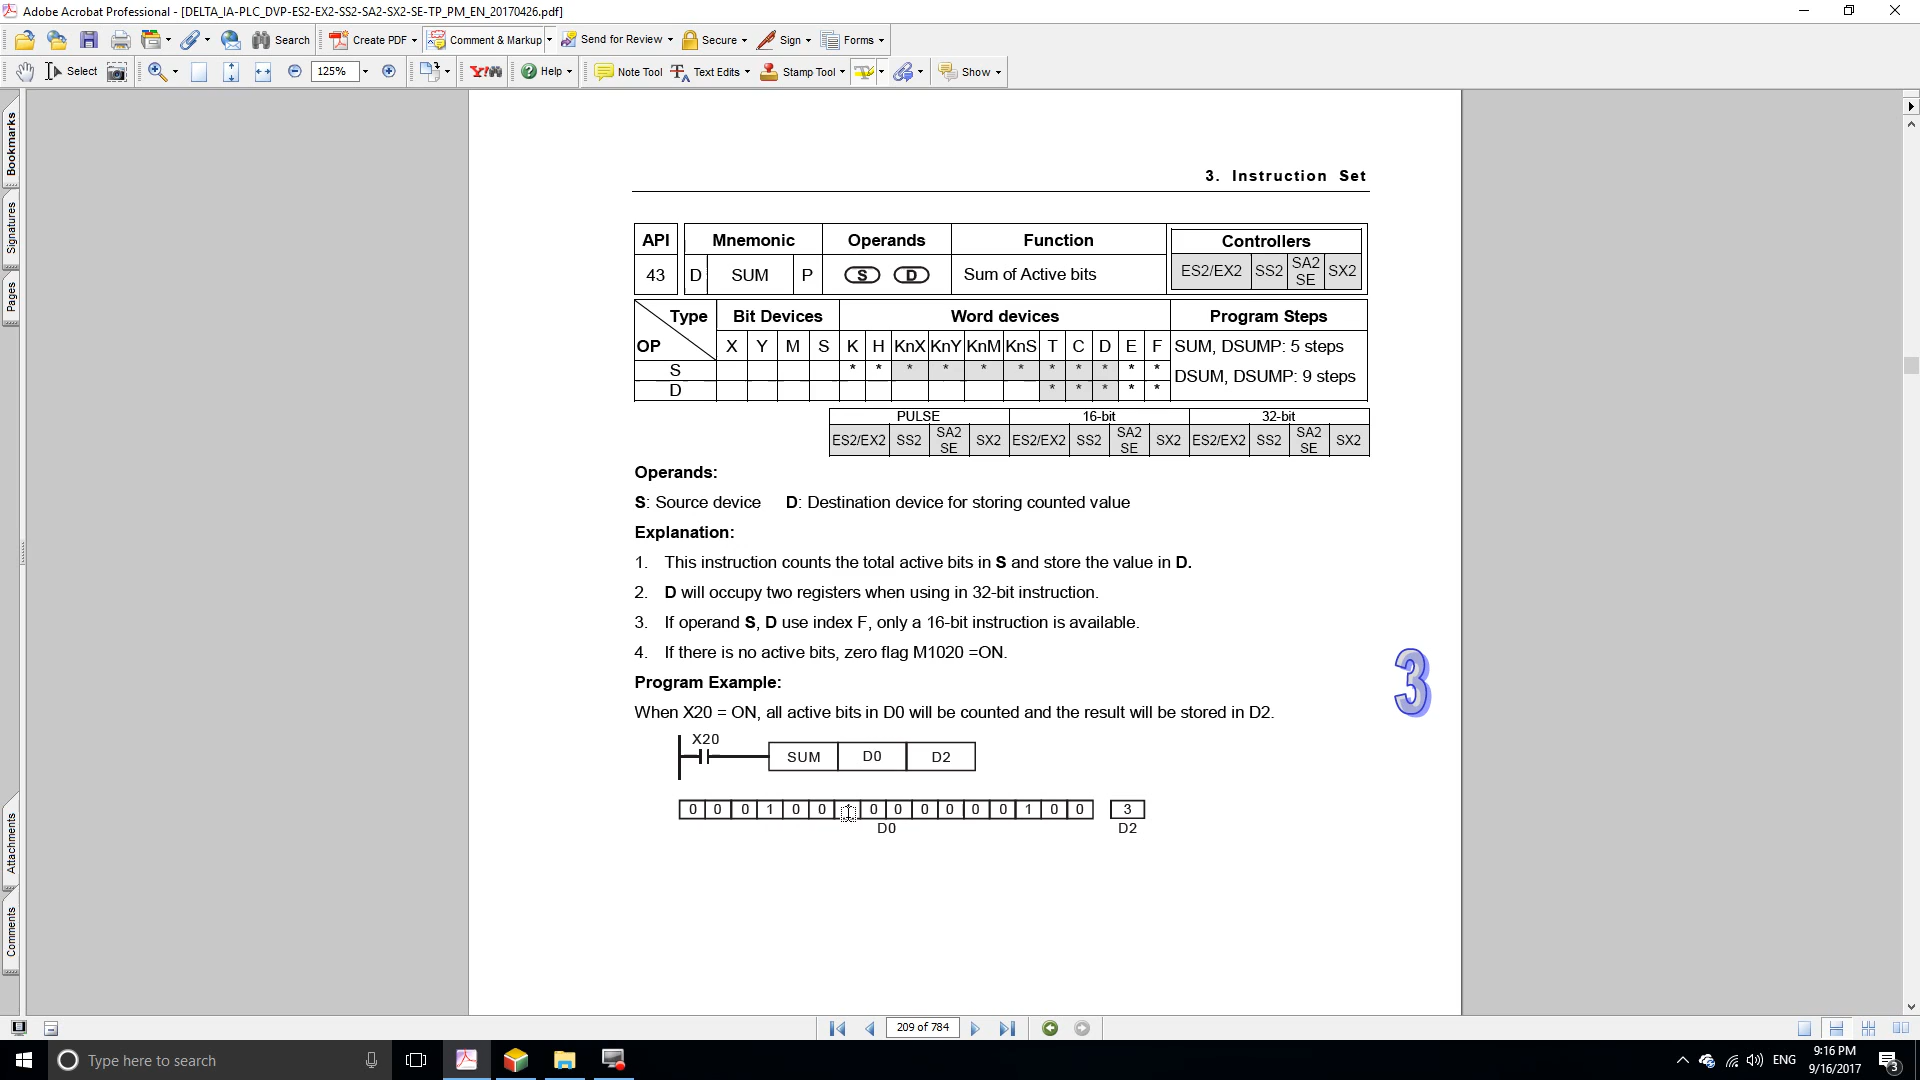 Adobe Acrobat Professional - [DELTA_IA-PLC_DVP-ES2-EX2-SS2-SA2-SX2-SE-TP_PM_EN_20170426.pdf]
Search Create PDF Comment & Markup Send for Review Secure Sign Forms
Select 125% Y!MY Help Note Tool Text Edits Stamp Tool Show
Bookmarks
Signatures
Pages
Attachments
Comments
3. Instruction Set
API Mnemonic Operands Function Controllers
43 D SUM P S D Sum of Active bits ES2/EX2 SS2 SA2 SE SX2
Type Bit Devices Word devices Program Steps
OP X Y M S K H KnX KnY KnM KnS T C D E F SUM, DSUMP: 5 steps
S * * * * * * * * * * *
DSUM, DSUMP: 9 steps
D * * * * *
PULSE 16-bit 32-bit
ES2/EX2 SS2 SA2 SE SX2 ES2/EX2 SS2 SA2 SE SX2 ES2/EX2 SS2 SA2 SE SX2
Operands:
S: Source device D: Destination device for storing counted value
Explanation:
1. This instruction counts the total active bits in S and store the value in D.
2. D will occupy two registers when using in 32-bit instruction.
3. If operand S, D use index F, only a 16-bit instruction is available.
4. If there is no active bits, zero flag M1020 =ON.
3
Program Example:
When X20 = ON, all active bits in D0 will be counted and the result will be stored in D2.
X20
SUM D0 D2
0 0 0 1 0 0 0 0 0 0 0 0 1 0 0 3
D0 D2
209 of 784
Type here to search
ENG
9:16 PM
9/16/2017
3